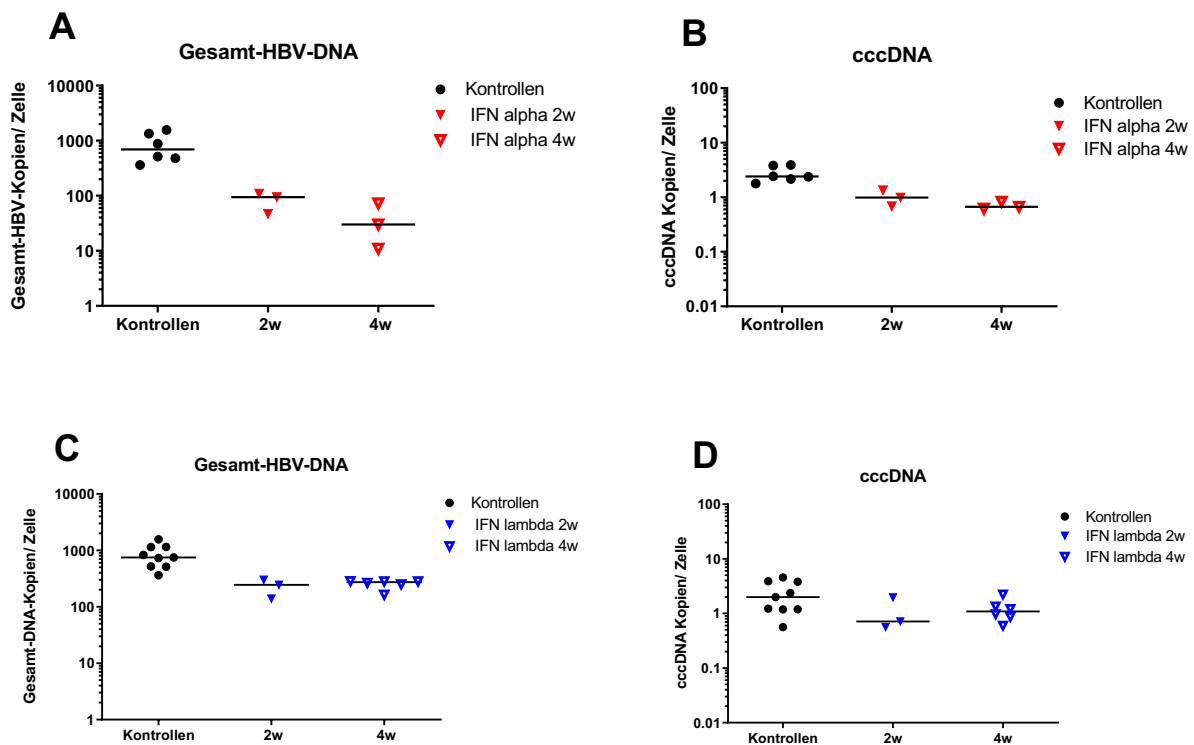 A
Gesamt-HBV-DNA
Gesamt-HBV-Kopien/ Zelle
10000
1000
100
10
1
Kontrollen
2w
4w
Kontrollen
IFN alpha 2w
IFN alpha 4w
B
cccDNA
cccDNA Kopien/ Zelle
100
10
1
0.1
0.01
Kontrollen
2w
4w
Kontrollen
IFN alpha 2w
IFN alpha 4w
C
Gesamt-HBV-DNA
Gesamt-DNA-Kopien/ Zelle
10000
1000
100
10
1
Kontrollen
2w
4w
Kontrollen
IFN lambda 2w
IFN lambda 4w
D
cccDNA
cccDNA Kopien/ Zelle
100
10
1
0.1
0.01
Kontrollen
2w
4w
Kontrollen
IFN lambda 2w
IFN lambda 4w